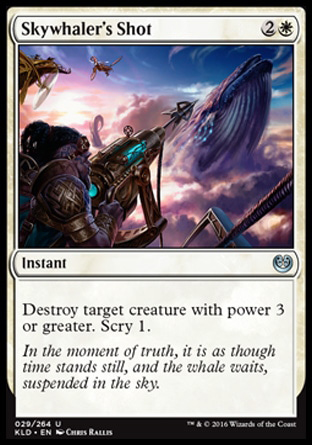 Skywhaler's Shot 2
Instant
Destroy target creature with power 3
or greater. Scry 1.
In the moment of truth, it is as though
time stands still, and the whale waits,
suspended in the sky.
029/264 U
KLD • EN Chris Rallis ™ & © 2016 Wizards of the Coast